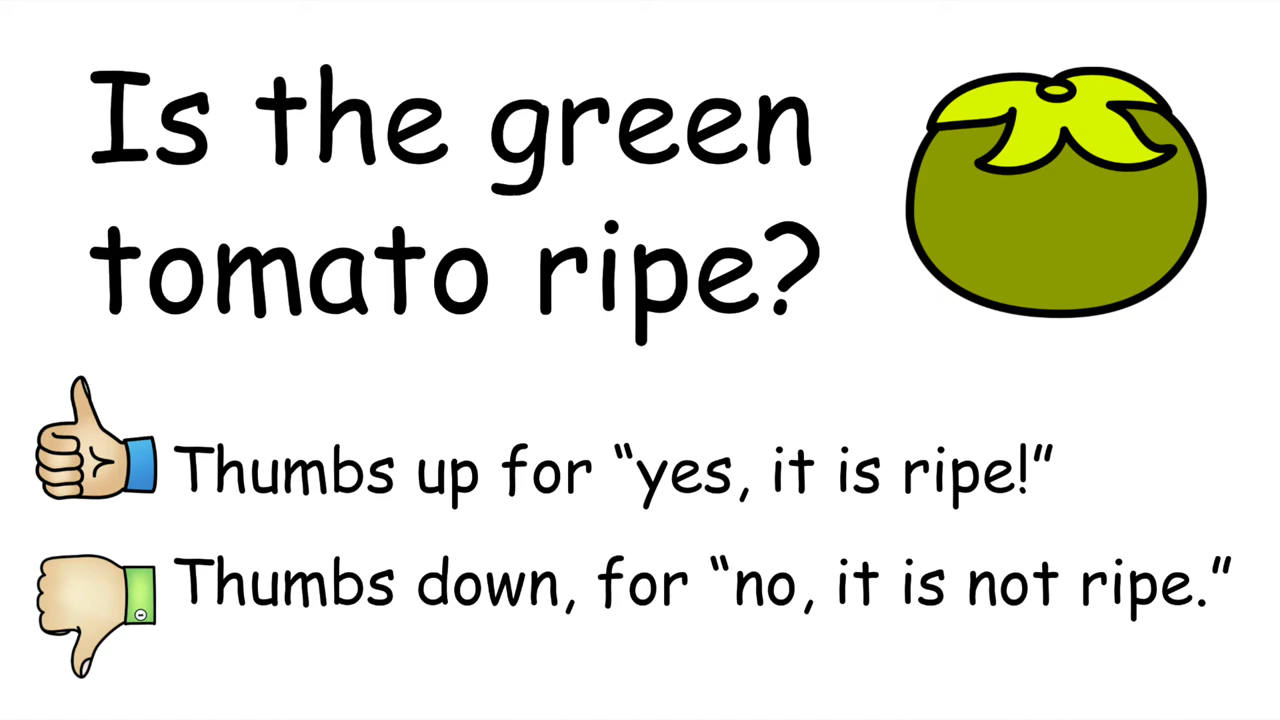 Is the green
tomato ripe?
Thumbs up for “yes, it is ripe!”
Thumbs down, for “no, it is not ripe.”